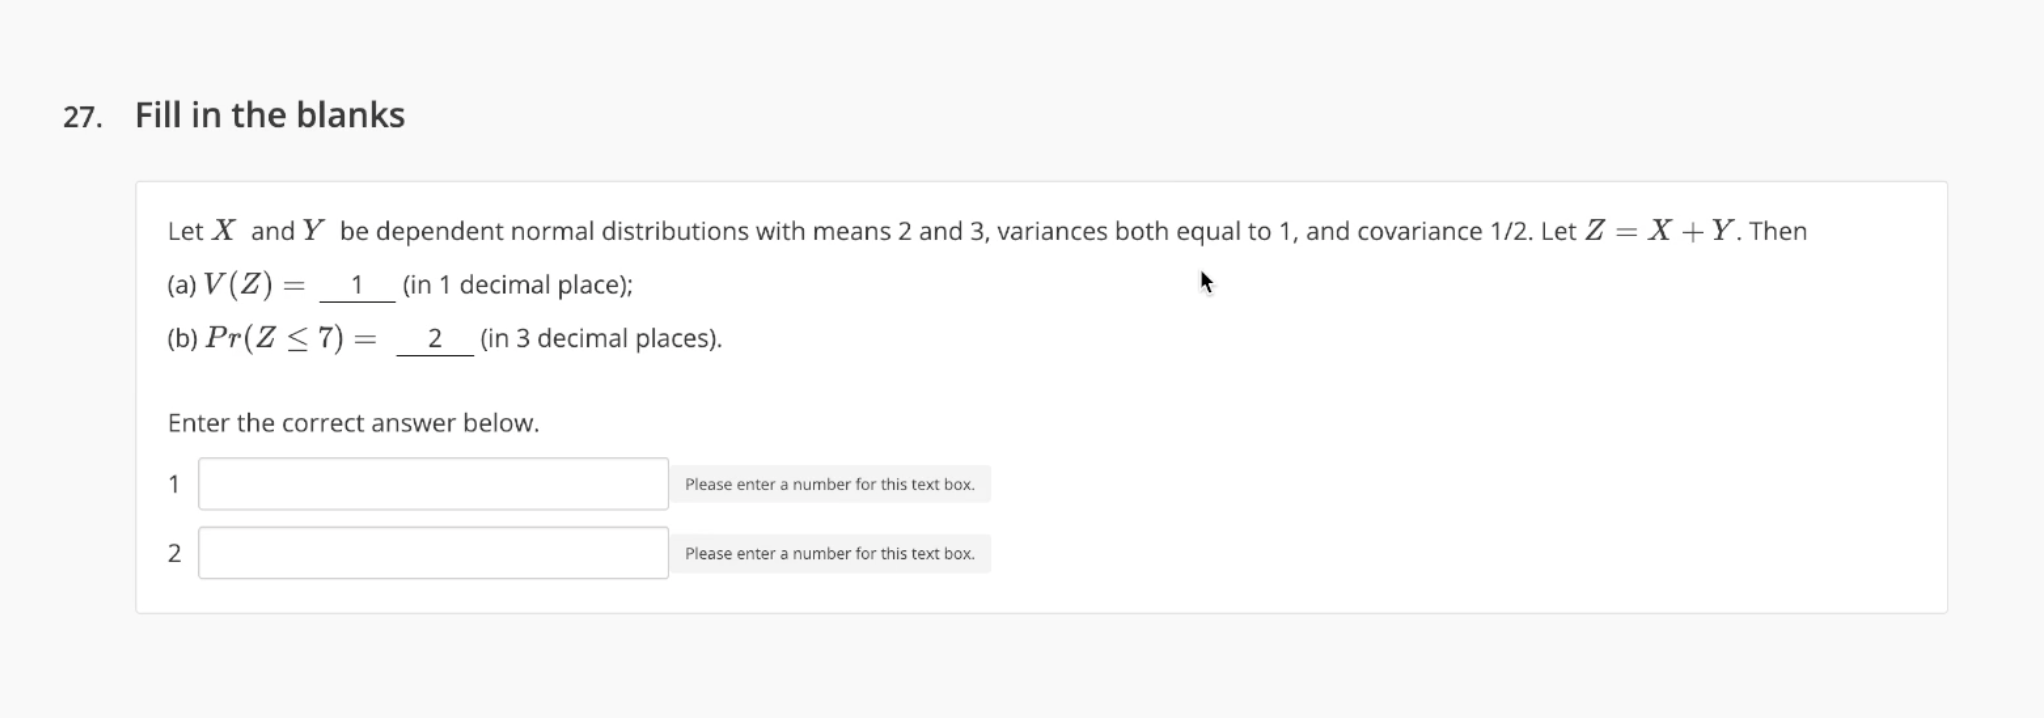 27. Fill in the blanks
Let X and Y be dependent normal distributions with means 2 and 3, variances both equal to 1, and covariance 1/2. Let Z = X + Y. Then
(a) V(Z) = 1 (in 1 decimal place);
(b) Pr(Z ≤ 7) = 2 (in 3 decimal places).
Enter the correct answer below.
1 Please enter a number for this text box.
2 Please enter a number for this text box.